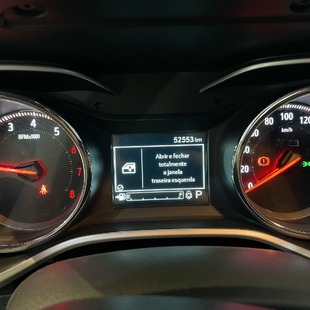 52553 km
Abrir e fechar
totalmente
a janela
traseira esquerda
P
3 4 5 6 7 8
RPMx1000
0 20 40 60 80 100 120
km/h